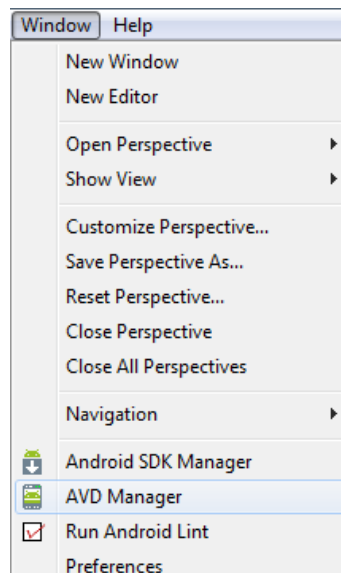 Window Help
New Window
New Editor
Open Perspective
Show View
Customize Perspective...
Save Perspective As...
Reset Perspective...
Close Perspective
Close All Perspectives
Navigation
Android SDK Manager
AVD Manager
Run Android Lint
Preferences